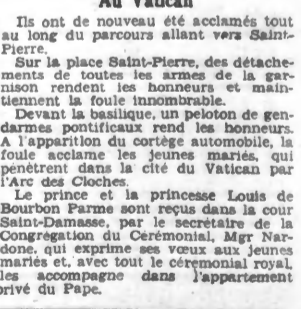 Au Vatican
Ils ont de nouveau été acclamés tout
au long du parcours allant vers Saint-
Pierre.
Sur la place Saint-Pierre, des détache-
ments de toutes les armes de la gar-
nison rendent les honneurs et main-
tiennent la foule innombrable.
Devant la basilique, un peloton de gen-
darmes pontificaux rend les honneurs.
A l'apparition du cortège automobile, la
foule acclame les jeunes mariés, qui
pénètrent dans la cité du Vatican par
l'Arc des Cloches.
Le prince et la princesse Louis de
Bourbon Parme sont reçus dans la cour
Saint-Damasse, par le secrétaire de la
Congrégation du Cérémonial, Mgr Nar-
done, qui exprime ses vœux aux jeunes
mariés et, avec tout le cérémonial royal,
les accompagne dans l'appartement
privé du Pape.